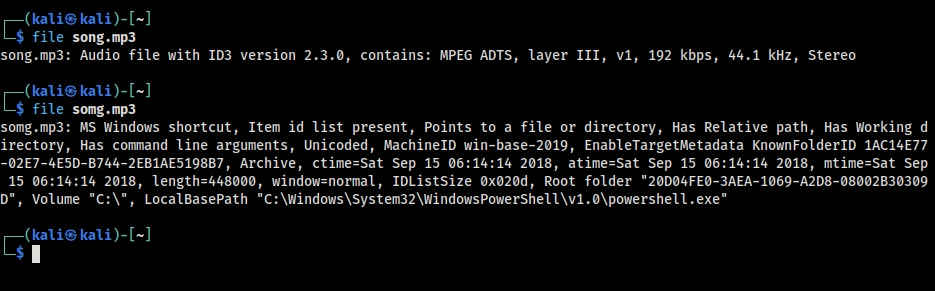 ┌──(kali㉿kali)-[~]
└─$ file song.mp3
song.mp3: Audio file with ID3 version 2.3.0, contains: MPEG ADTS, layer III, v1, 192 kbps, 44.1 kHz, Stereo
┌──(kali㉿kali)-[~]
└─$ file somg.mp3
somg.mp3: MS Windows shortcut, Item id list present, Points to a file or directory, Has Relative path, Has Working d
irectory, Has command line arguments, Unicoded, MachineID win-base-2019, EnableTargetMetadata KnownFolderID 1AC14E77
-02E7-4E5D-B744-2EB1AE5198B7, Archive, ctime=Sat Sep 15 06:14:14 2018, atime=Sat Sep 15 06:14:14 2018, mtime=Sat Sep
 15 06:14:14 2018, length=448000, window=normal, IDListSize 0x020d, Root folder "20D04FE0-3AEA-1069-A2D8-08002B30309
D", Volume "C:\", LocalBasePath "C:\Windows\System32\WindowsPowerShell\v1.0\powershell.exe"
┌──(kali㉿kali)-[~]
└─$